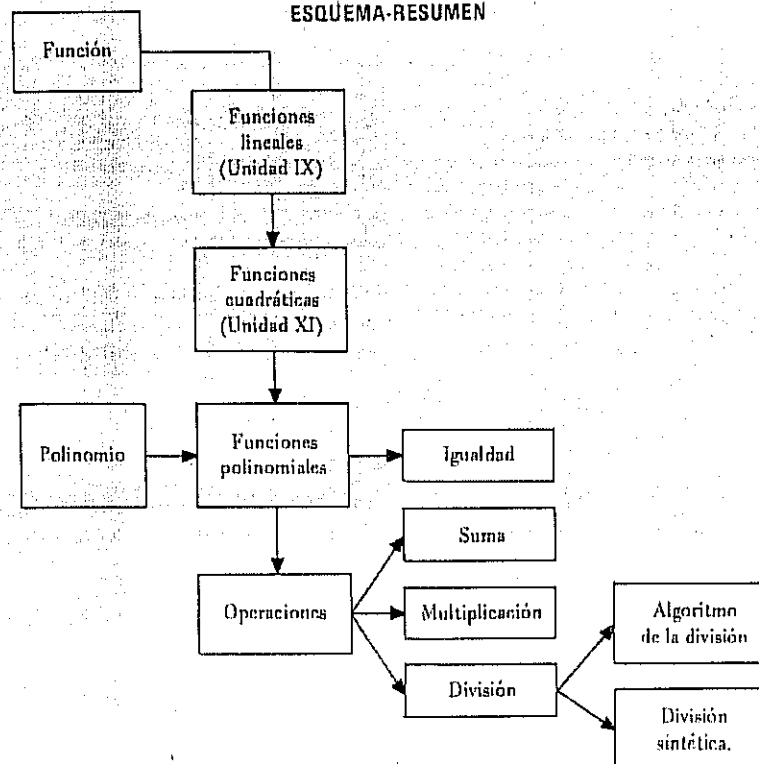 ESQUEMA-RESUMEN
Función
Funciones
lineales
(Unidad IX)
Funciones
cuadráticas
(Unidad XI)
Polinomio
Funciones
polinomiales
Igualdad
Suma
Operaciones
Multiplicación
Algoritmo
de la división
División
División
sintética.